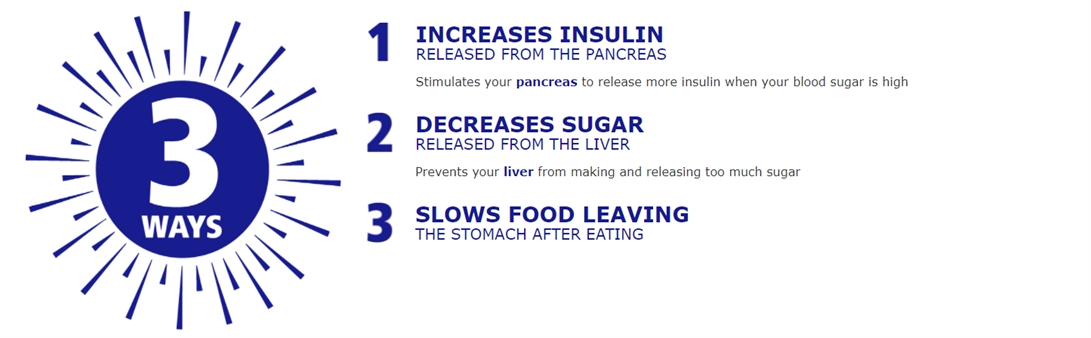 3
WAYS
1 INCREASES INSULIN
RELEASED FROM THE PANCREAS
Stimulates your pancreas to release more insulin when your blood sugar is high
2 DECREASES SUGAR
RELEASED FROM THE LIVER
Prevents your liver from making and releasing too much sugar
3 SLOWS FOOD LEAVING
THE STOMACH AFTER EATING